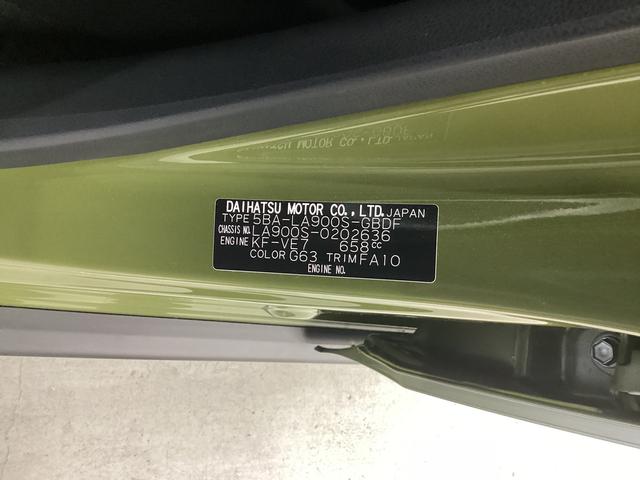 DAIHATSU MOTOR CO., LTD. JAPAN
TYPE 5BA-LA900S-GBDF
CHASSIS NO. LA900S-0202636
ENGINE KF-VE7 658cc
COLOR G63 TRIM FA10
ENGINE NO.